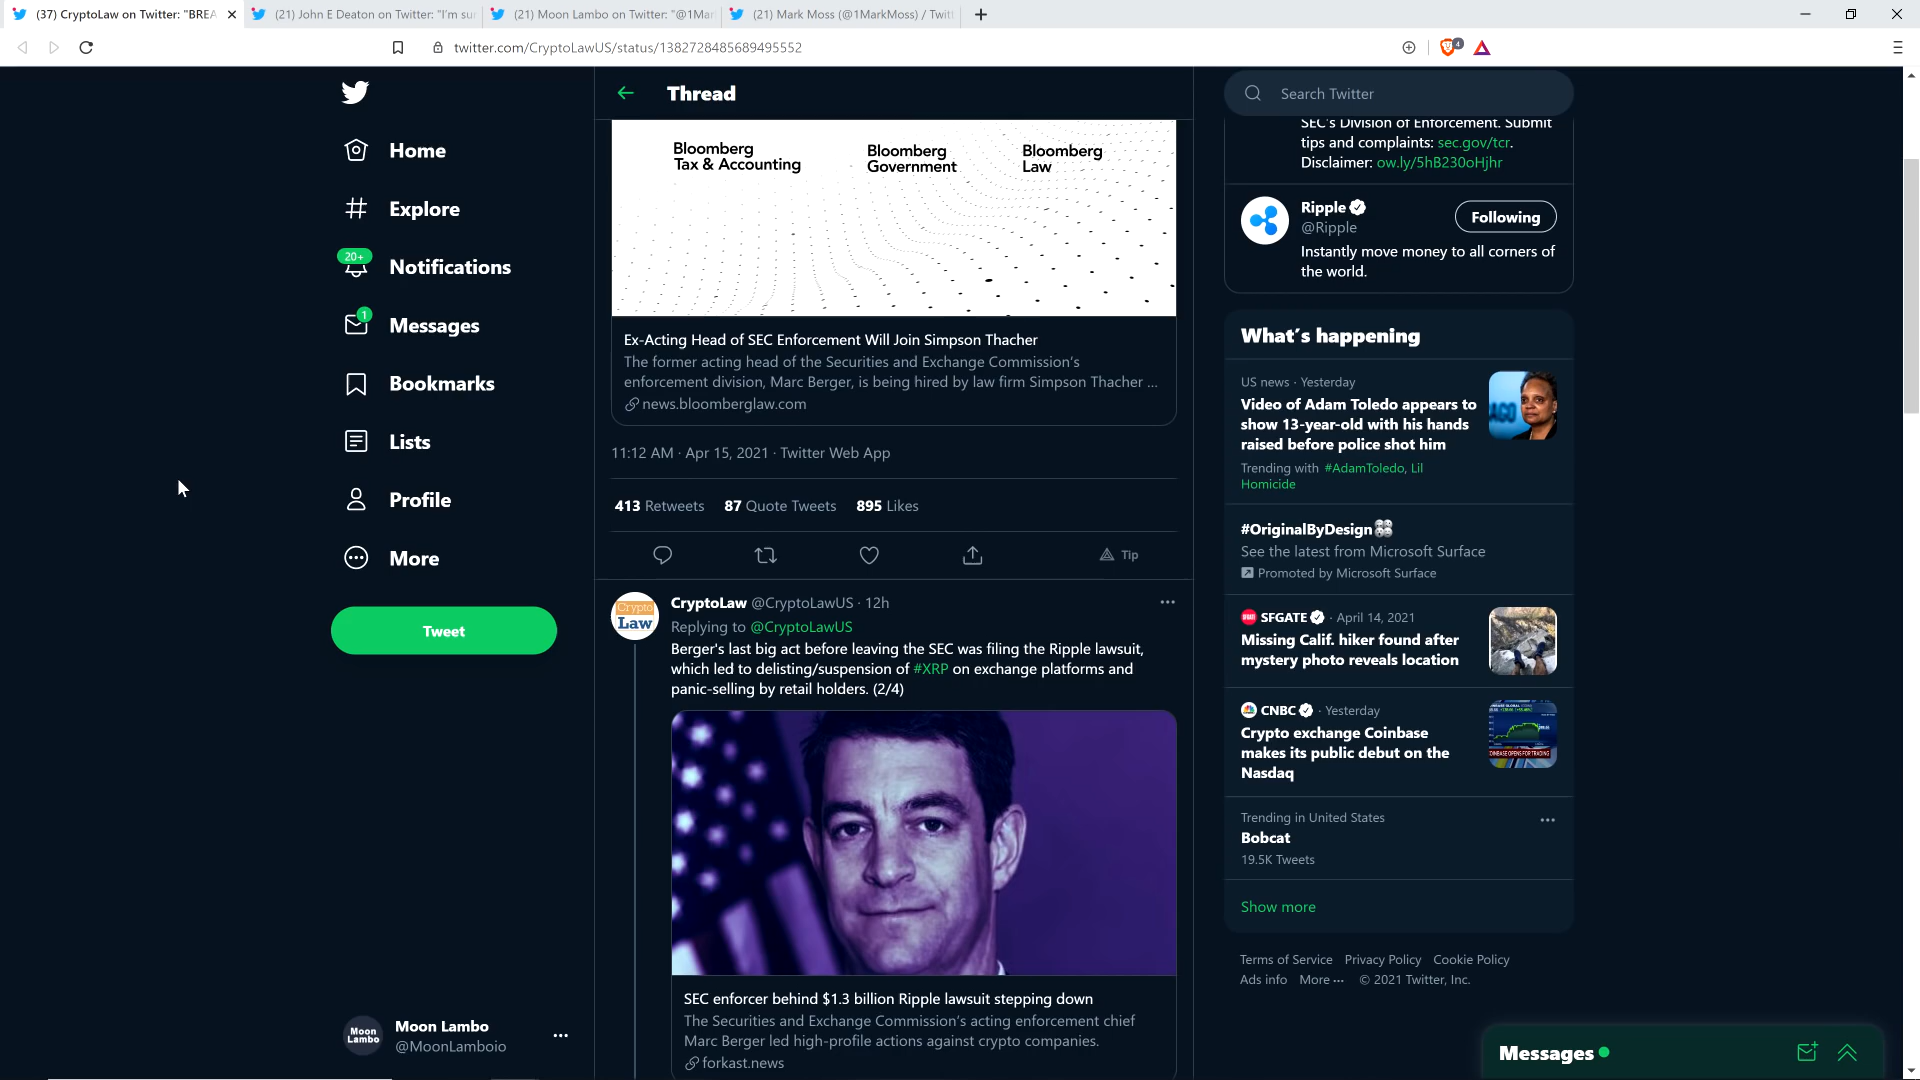 (37) CryptoLaw on Twitter: "BREA
(21) John E Deaton on Twitter: "I'm su
(21) Moon Lambo on Twitter: "@1Mar
(21) Mark Moss (@1MarkMoss) / Twit
twitter.com/CryptoLawUS/status/1382728485689495552
4
Home
Explore
20+
Notifications
1
Messages
Bookmarks
Lists
Profile
More
Tweet
Moon
Lambo
Moon Lambo
@MoonLamboio
Thread
Bloomberg
Tax & Accounting
Bloomberg
Government
Bloomberg
Law
Ex-Acting Head of SEC Enforcement Will Join Simpson Thacher
The former acting head of the Securities and Exchange Commission's
enforcement division, Marc Berger, is being hired by law firm Simpson Thacher ...
news.bloomberglaw.com
11:12 AM · Apr 15, 2021 · Twitter Web App
413 Retweets 87 Quote Tweets 895 Likes
Tip
Crypto
Law
CryptoLaw @CryptoLawUS · 12h
Replying to @CryptoLawUS
Berger's last big act before leaving the SEC was filing the Ripple lawsuit,
which led to delisting/suspension of #XRP on exchange platforms and
panic-selling by retail holders. (2/4)
SEC enforcer behind $1.3 billion Ripple lawsuit stepping down
The Securities and Exchange Commission's acting enforcement chief
Marc Berger led high-profile actions against crypto companies.
forkast.news
Search Twitter
SEC's Division of Enforcement. Submit
tips and complaints: sec.gov/tcr.
Disclaimer: ow.ly/5hB230oHjhr
Ripple
@Ripple
Following
Instantly move money to all corners of
the world.
What's happening
US news · Yesterday
Video of Adam Toledo appears to
show 13-year-old with his hands
raised before police shot him
Trending with #AdamToledo, Lil
Homicide
#OriginalByDesign
See the latest from Microsoft Surface
Promoted by Microsoft Surface
SFGATE · April 14, 2021
Missing Calif. hiker found after
mystery photo reveals location
CNBC · Yesterday
Crypto exchange Coinbase
makes its public debut on the
Nasdaq
Trending in United States
Bobcat
19.5K Tweets
Show more
Terms of Service Privacy Policy Cookie Policy
Ads info More ··· © 2021 Twitter, Inc.
Messages